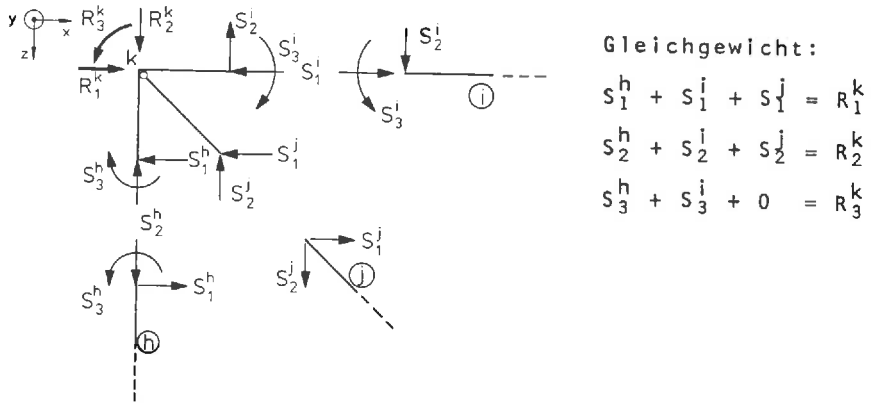 y x z
R₃ᵏ R₂ᵏ
k
R₁ᵏ
S₂ⁱ
S₃ⁱ
S₁ⁱ
S₂ⁱ
S₃ⁱ
i
S₁ʰ
S₁ʲ
S₃ʰ
S₂ʲ
S₂ʰ
S₃ʰ
S₁ʰ
h
S₁ʲ
S₂ʲ
j
Gleichgewicht:
S₁ʰ + S₁ⁱ + S₁ʲ = R₁ᵏ
S₂ʰ + S₂ⁱ + S₂ʲ = R₂ᵏ
S₃ʰ + S₃ⁱ + 0 = R₃ᵏ